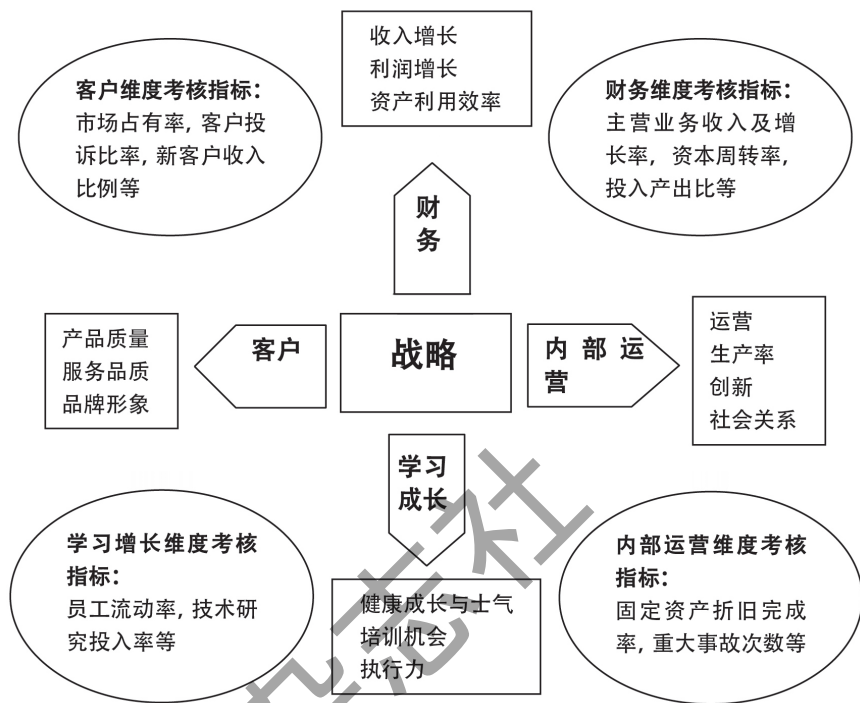 收入增长
利润增长
资产利用效率
客户维度考核指标：
市场占有率，客户投
诉比率，新客户收入
比例等
财务维度考核指标：
主营业务收入及增
长率，资本周转率，
投入产出比等
财
务
产品质量
服务品质
品牌形象
客户
战略
内部运
营
运营
生产率
创新
社会关系
学习
成长
学习增长维度考核
指标：
员工流动率，技术研
究投入率等
健康成长与士气
培训机会
执行力
内部运营维度考核
指标：
固定资产折旧完成
率，重大事故次数等
杂志社